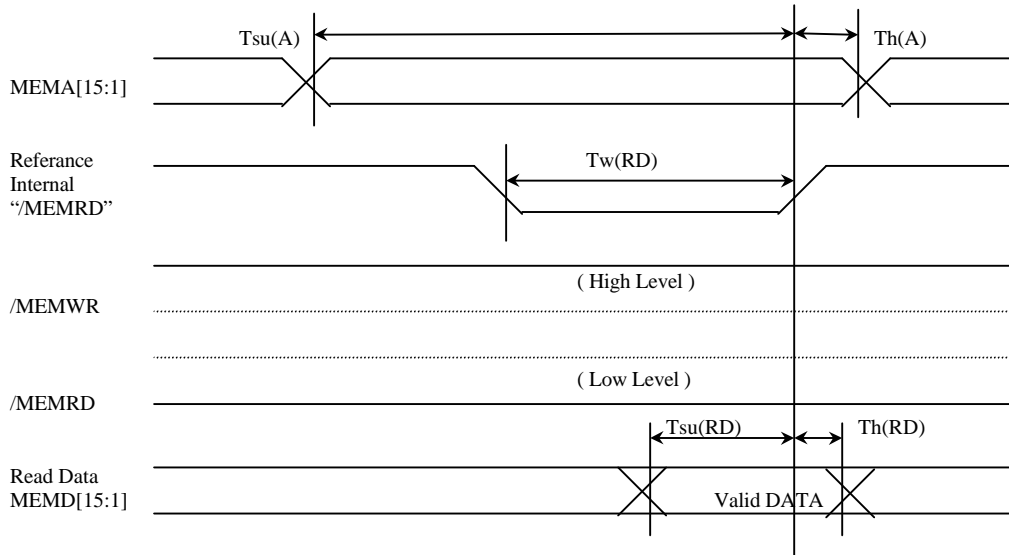 Tsu(A)
Th(A)
MEMA[15:1]
Referance
Internal
“/MEMRD”
Tw(RD)
( High Level )
/MEMWR
( Low Level )
/MEMRD
Tsu(RD)
Th(RD)
Read Data
MEMD[15:1]
Valid DATA